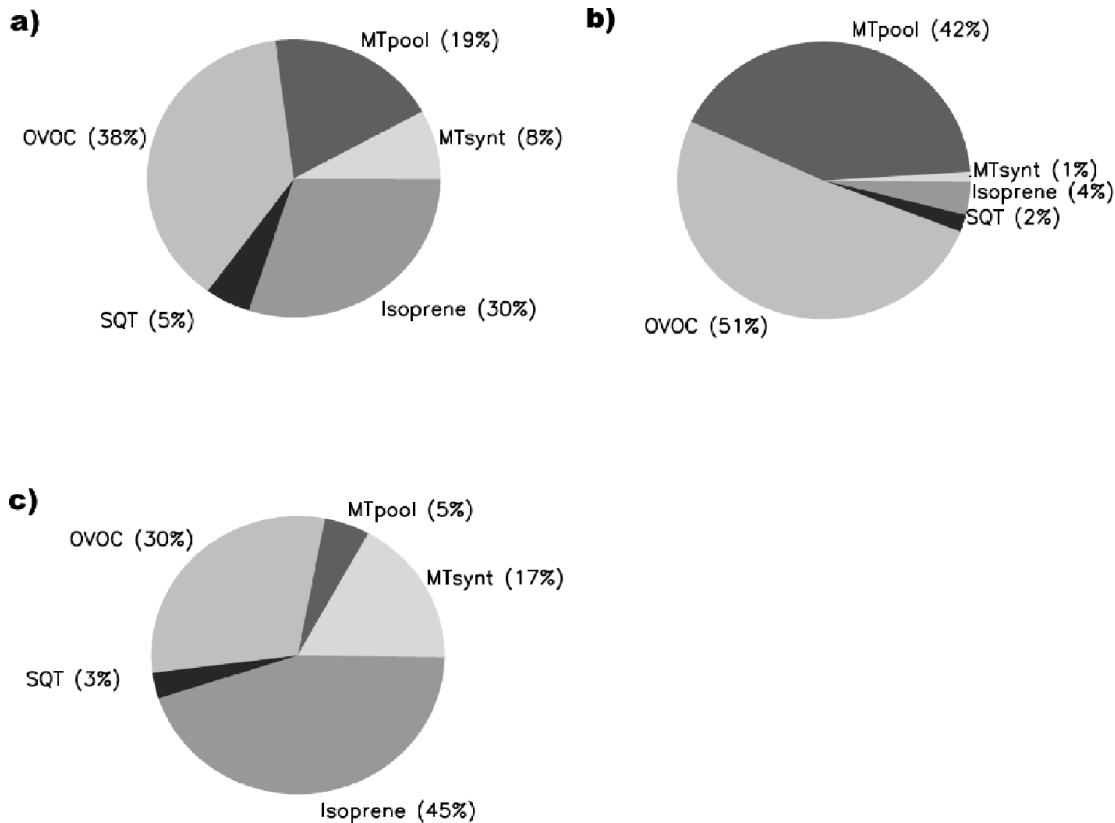 a)
MTpool (19%)
OVOC (38%)
MTsynt (8%)
SQT (5%)
Isoprene (30%)
b)
MTpool (42%)
MTsynt (1%)
Isoprene (4%)
SQT (2%)
OVOC (51%)
c)
MTpool (5%)
OVOC (30%)
MTsynt (17%)
SQT (3%)
Isoprene (45%)